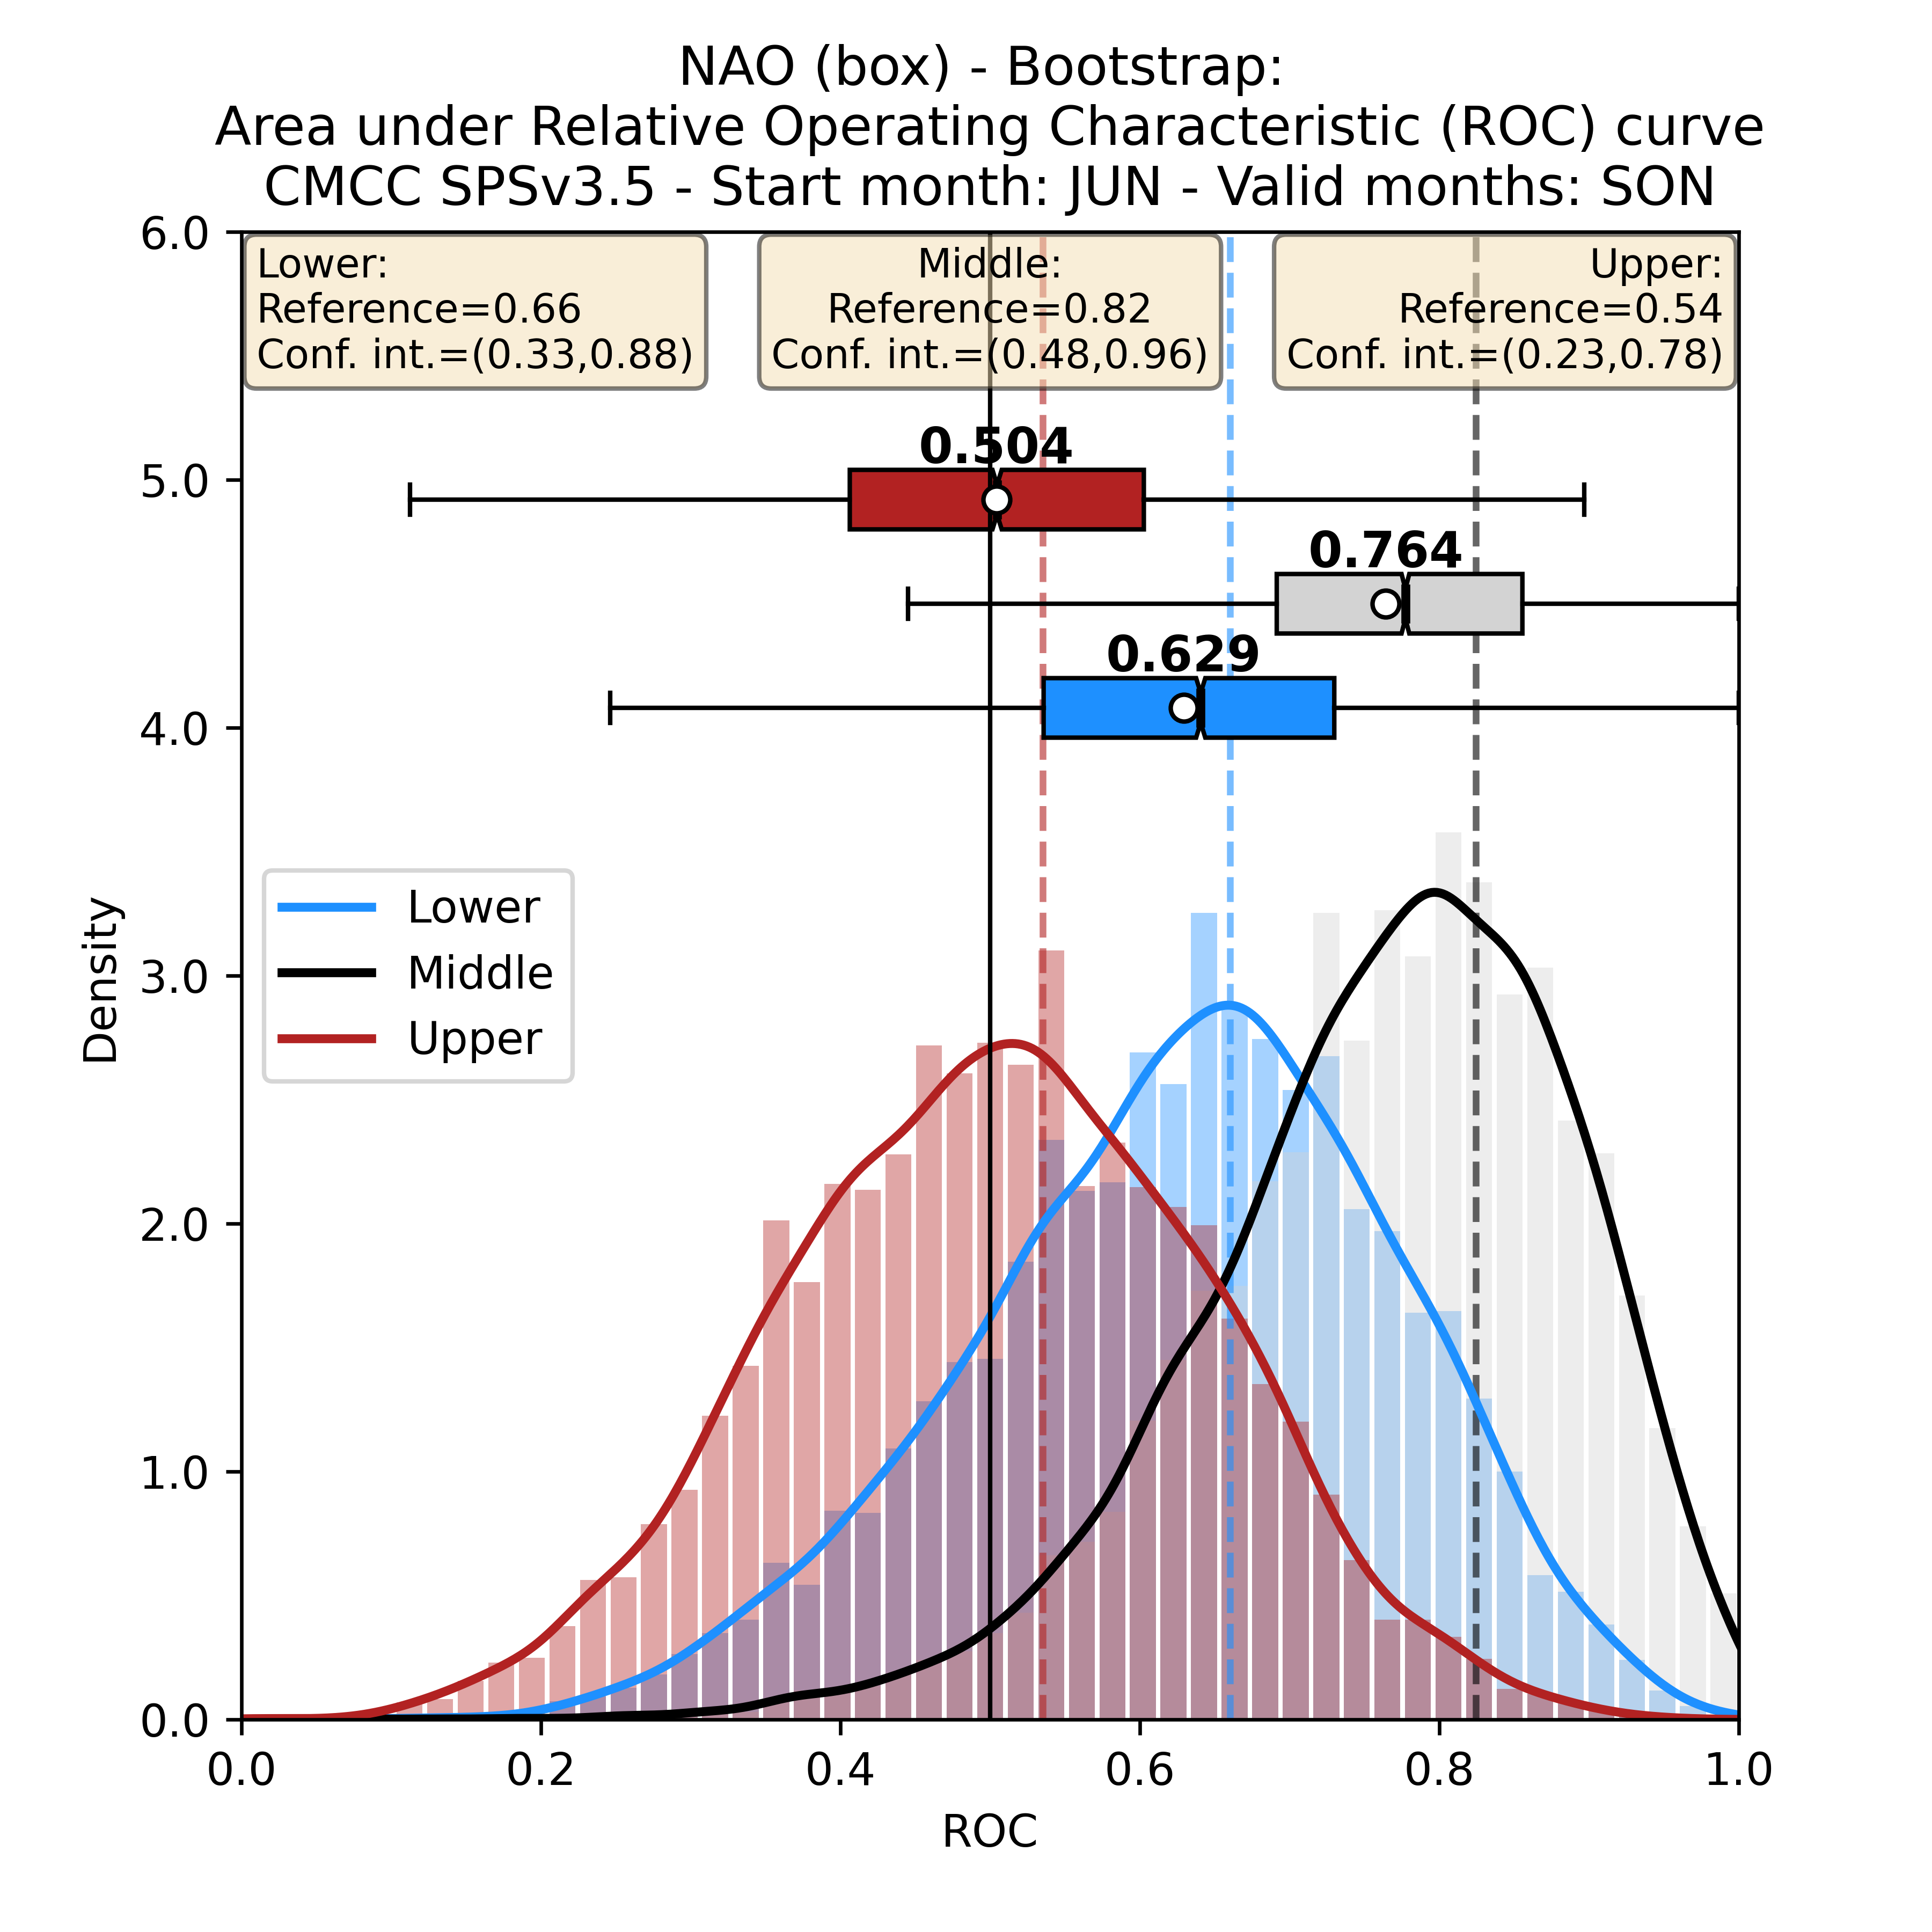 NAO (box) - Bootstrap:
Area under Relative Operating Characteristic (ROC) curve
CMCC SPSv3.5 - Start month: JUN - Valid months: SON
Lower:
Reference=0.66
Conf. int.=(0.33,0.88)
Middle:
Reference=0.82
Conf. int.=(0.48,0.96)
Upper:
Reference=0.54
Conf. int.=(0.23,0.78)
0.504
0.764
0.629
Lower
Middle
Upper
Density
6.0
5.0
4.0
3.0
2.0
1.0
0.0
0.0 0.2 0.4 0.6 0.8 1.0
ROC